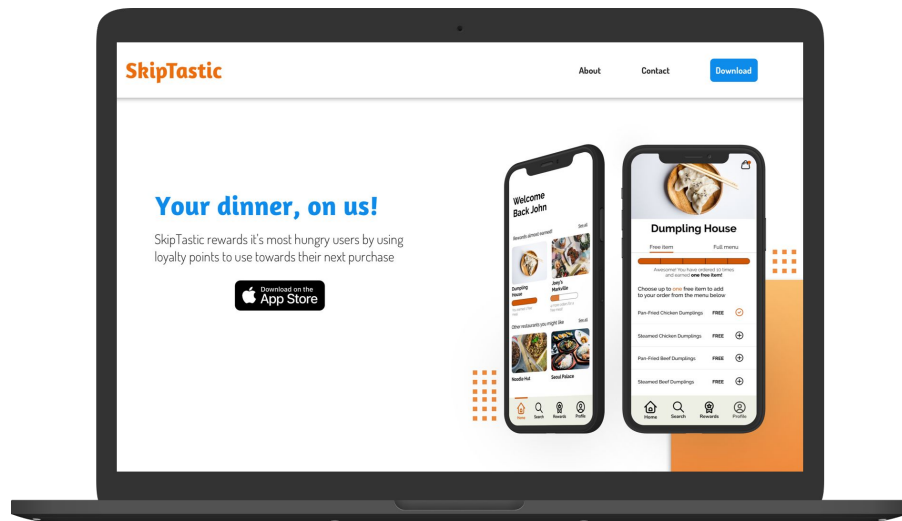 SkipTastic
About
Contact
Download
Your dinner, on us!
SkipTastic rewards it's most hungry users by using
loyalty points to use towards their next purchase
Download on the
App Store
Welcome
Back John
Rewards almost earned!
See all
Dumpling
House
Joey's
Markville
Other restaurants you might like
See all
Noodle Hut
Seoul Palace
Home
Search
Rewards
Profile
Dumpling House
Free item
Full menu
Awesome! You have ordered 10 times
and earned one free item!
Choose up to one free item to add
to your order from the menu below
Pan-Fried Chicken Dumplings FREE
Steamed Chicken Dumplings FREE
Pan-Fried Beef Dumplings FREE
Steamed Beef Dumplings FREE
Home
Search
Rewards
Profile